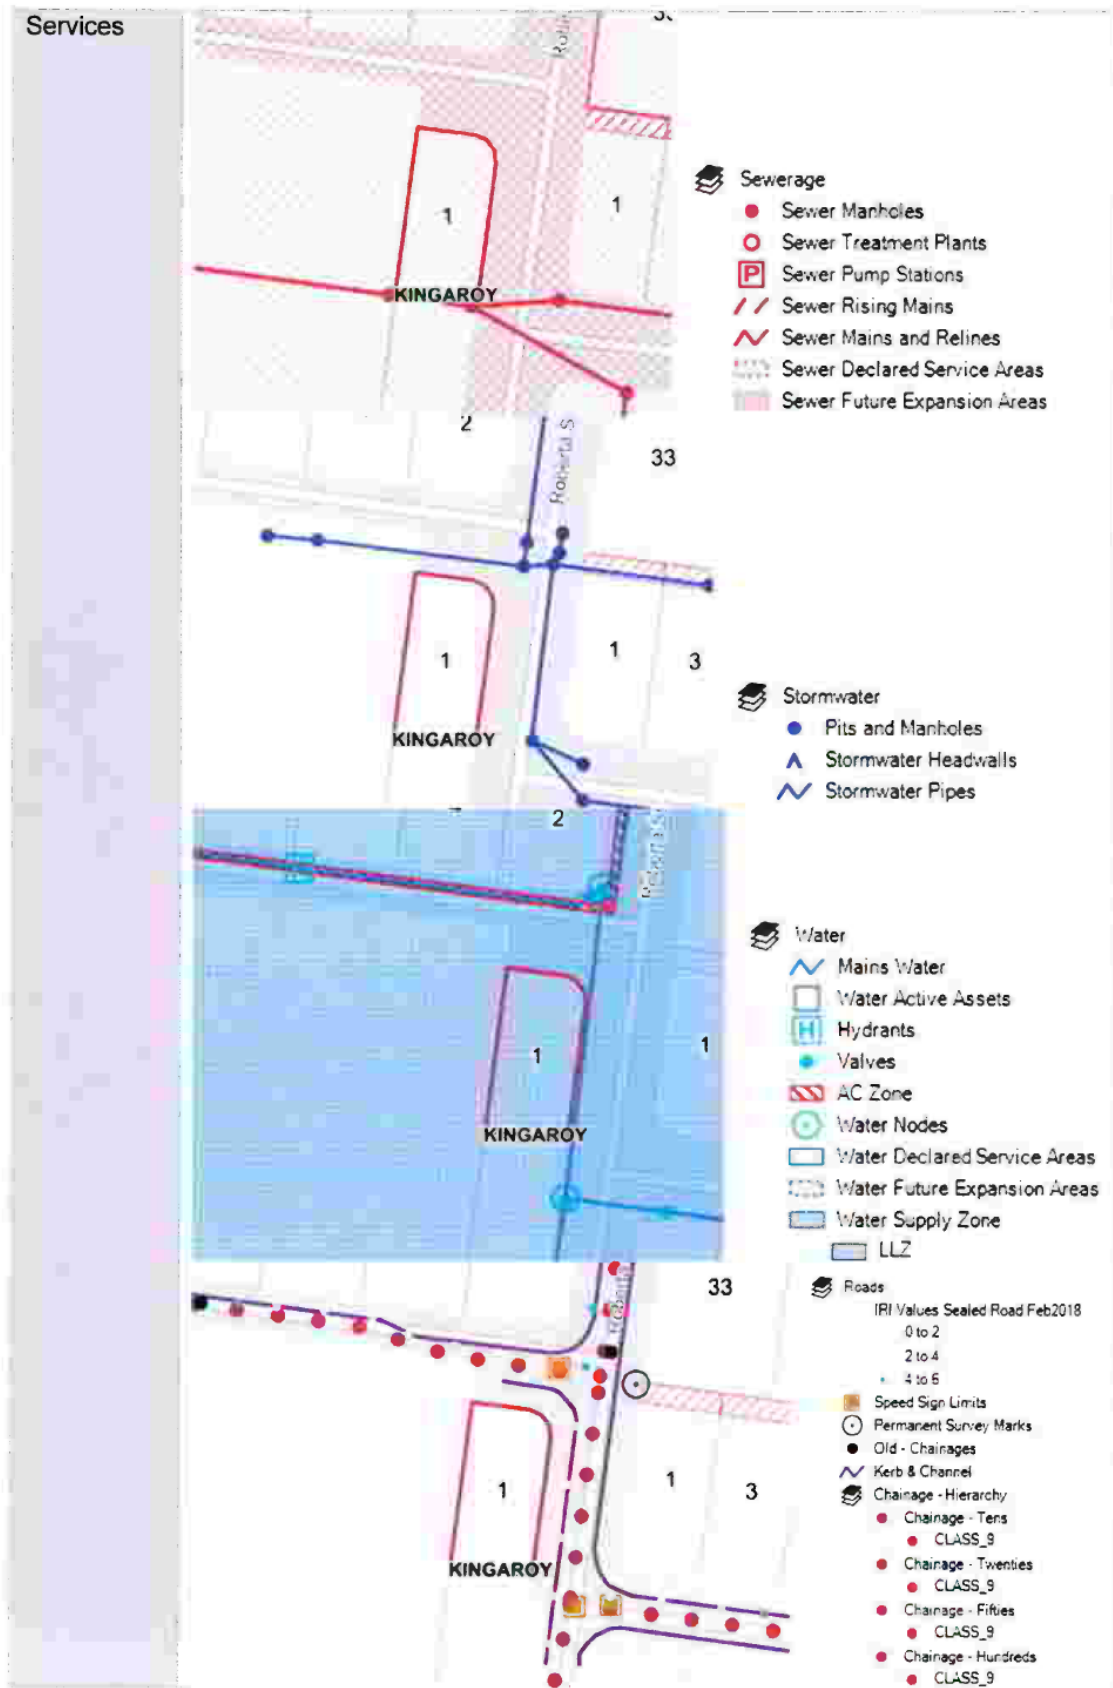 Services
1
1
KINGAROY
Sewerage
Sewer Manholes
Sewer Treatment Plants
P
Sewer Pump Stations
Sewer Rising Mains
Sewer Mains and Relines
Sewer Declared Service Areas
Sewer Future Expansion Areas
2
Roberta S
33
1
1
3
KINGAROY
Stormwater
Pits and Manholes
Stormwater Headwalls
Stormwater Pipes
2
1
1
KINGAROY
Water
Mains Water
Water Active Assets
H
Hydrants
Valves
AC Zone
Water Nodes
Water Declared Service Areas
Water Future Expansion Areas
Water Supply Zone
LLZ
Roberta
33
1
1
3
KINGAROY
Roads
IRI Values Sealed Road Feb2018
0 to 2
2 to 4
4 to 6
Speed Sign Limits
Permanent Survey Marks
Old - Chainages
Kerb & Channel
Chainage - Hierarchy
Chainage - Tens
CLASS_9
Chainage - Twenties
CLASS_9
Chainage - Fifties
CLASS_9
Chainage - Hundreds
CLASS_9